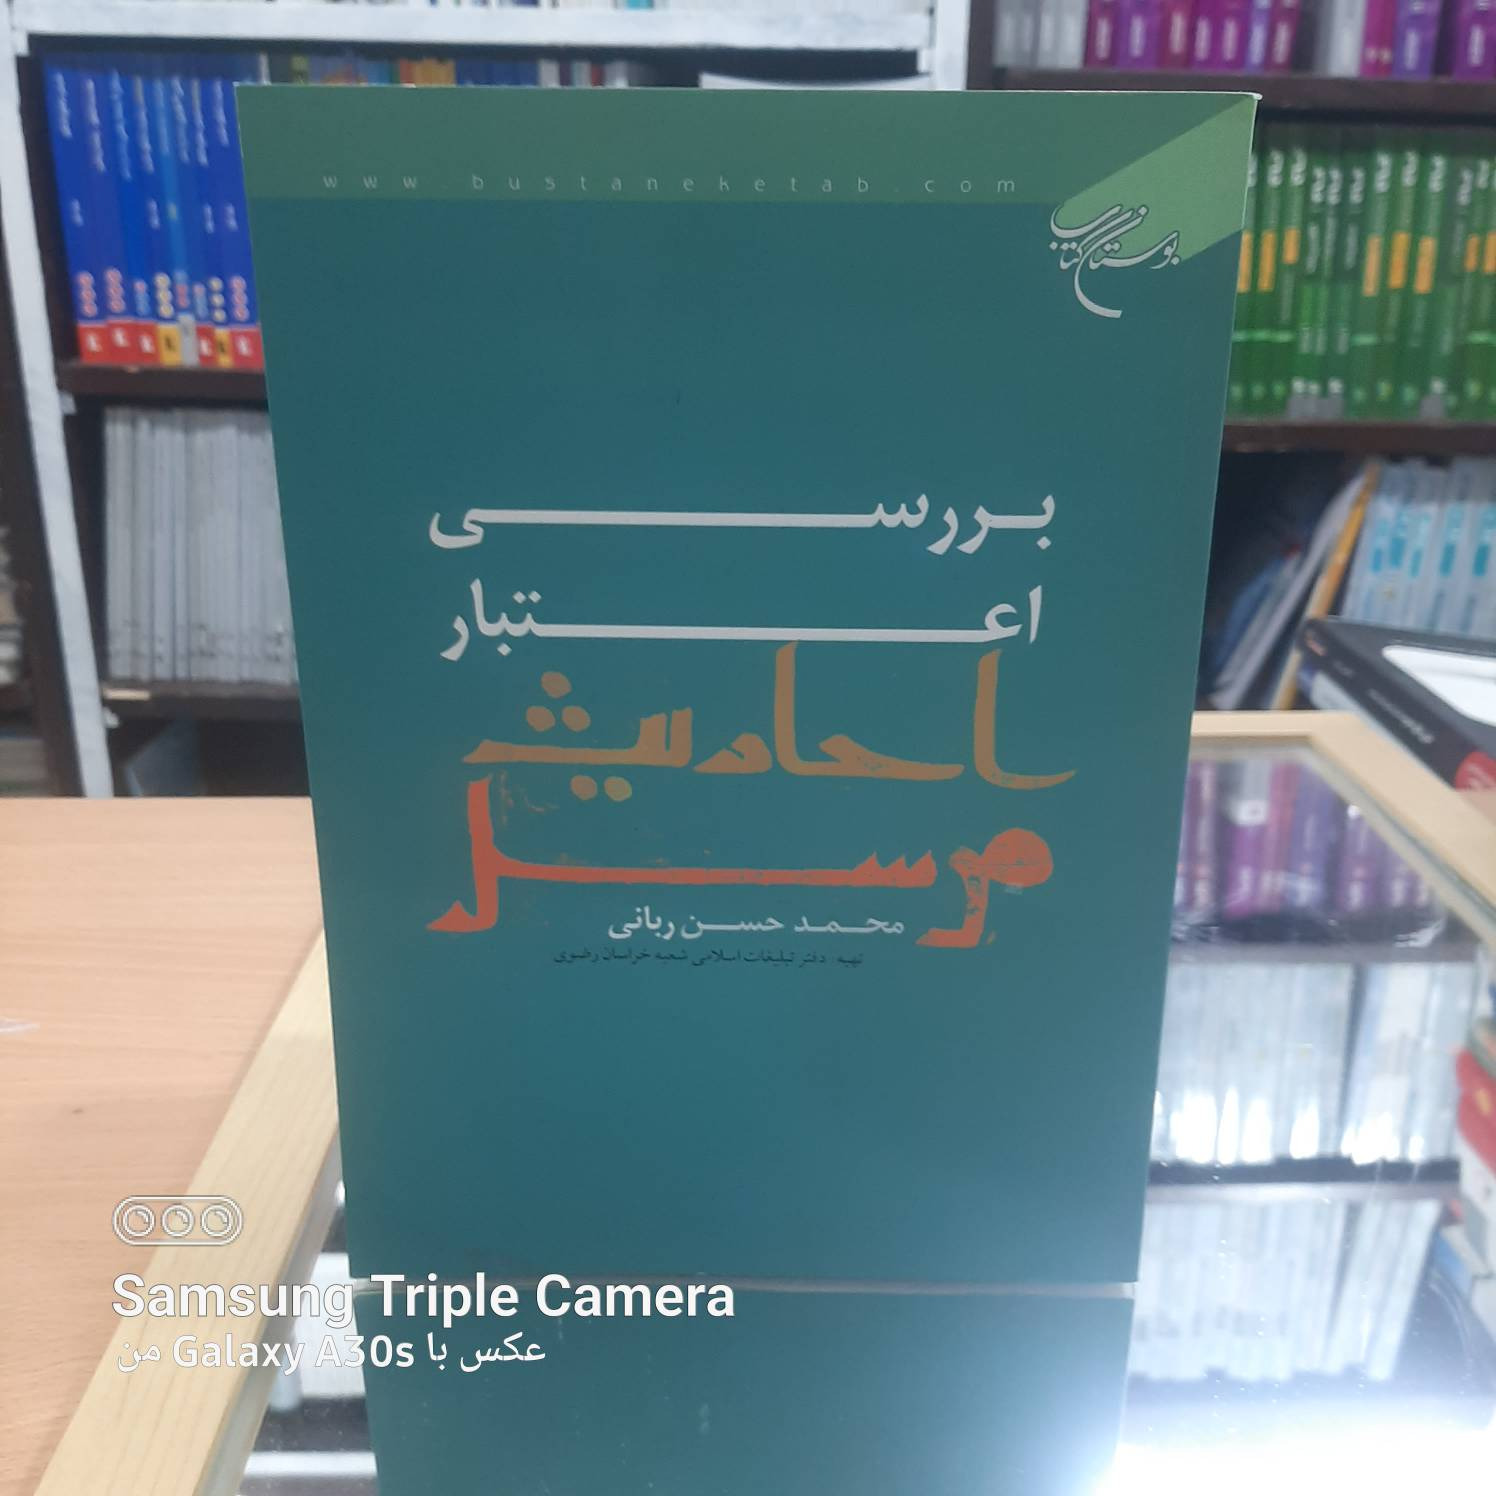 www.bustaneketab.com
بوستان کتاب
بررسی
اعتبار
احادیث
مرسل
محمد حسن ربانی
تهیه: دفتر تبلیغات اسلامی شعبه خراسان رضوی
Samsung Triple Camera
عکس با Galaxy A30s من